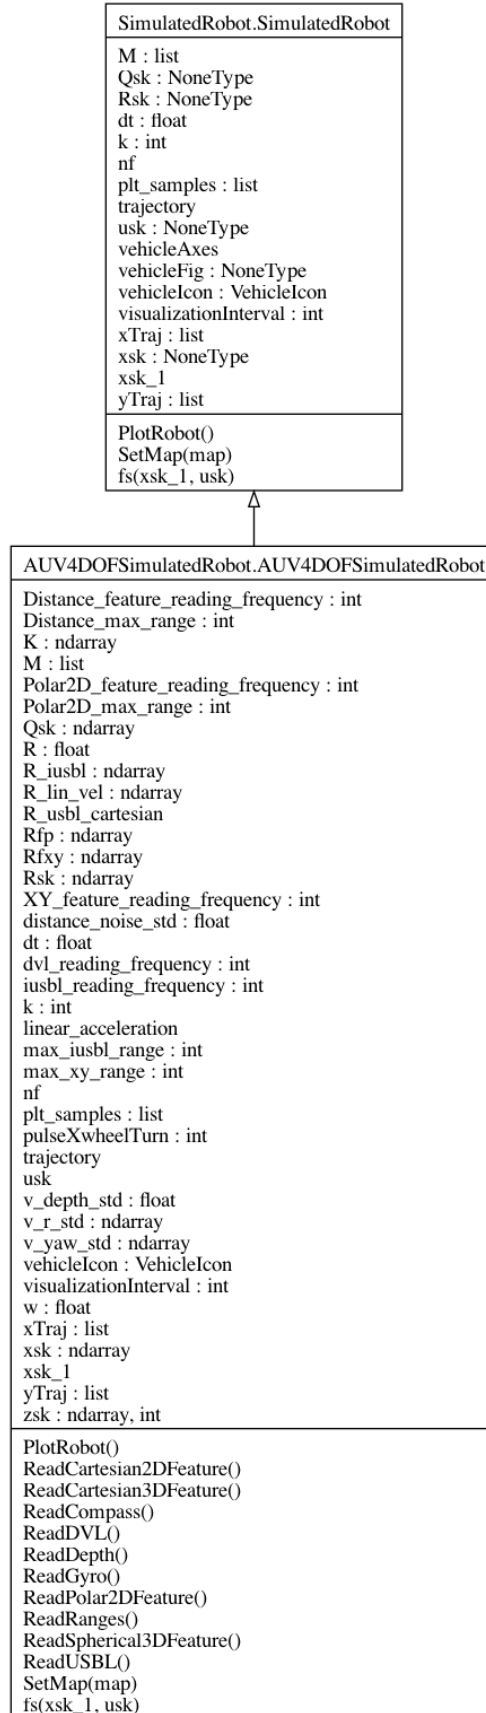 SimulatedRobot.SimulatedRobot
M : list
Qsk : NoneType
Rsk : NoneType
dt : float
k : int
nf
plt_samples : list
trajectory
usk : NoneType
vehicleAxes
vehicleFig : NoneType
vehicleIcon : VehicleIcon
visualizationInterval : int
xTraj : list
xsk : NoneType
xsk_1
yTraj : list
PlotRobot()
SetMap(map)
fs(xsk_1, usk)
AUV4DOFSimulatedRobot.AUV4DOFSimulatedRobot
Distance_feature_reading_frequency : int
Distance_max_range : int
K : ndarray
M : list
Polar2D_feature_reading_frequency : int
Polar2D_max_range : int
Qsk : ndarray
R : float
R_iusbl : ndarray
R_lin_vel : ndarray
R_usbl_cartesian
Rfp : ndarray
Rfxy : ndarray
Rsk : ndarray
XY_feature_reading_frequency : int
distance_noise_std : float
dt : float
dvl_reading_frequency : int
iusbl_reading_frequency : int
k : int
linear_acceleration
max_iusbl_range : int
max_xy_range : int
nf
plt_samples : list
pulseXwheelTurn : int
trajectory
usk
v_depth_std : float
v_r_std : ndarray
v_yaw_std : ndarray
vehicleIcon : VehicleIcon
visualizationInterval : int
w : float
xTraj : list
xsk : ndarray
xsk_1
yTraj : list
zsk : ndarray, int
PlotRobot()
ReadCartesian2DFeature()
ReadCartesian3DFeature()
ReadCompass()
ReadDVL()
ReadDepth()
ReadGyro()
ReadPolar2DFeature()
ReadRanges()
ReadSpherical3DFeature()
ReadUSBL()
SetMap(map)
fs(xsk_1, usk)